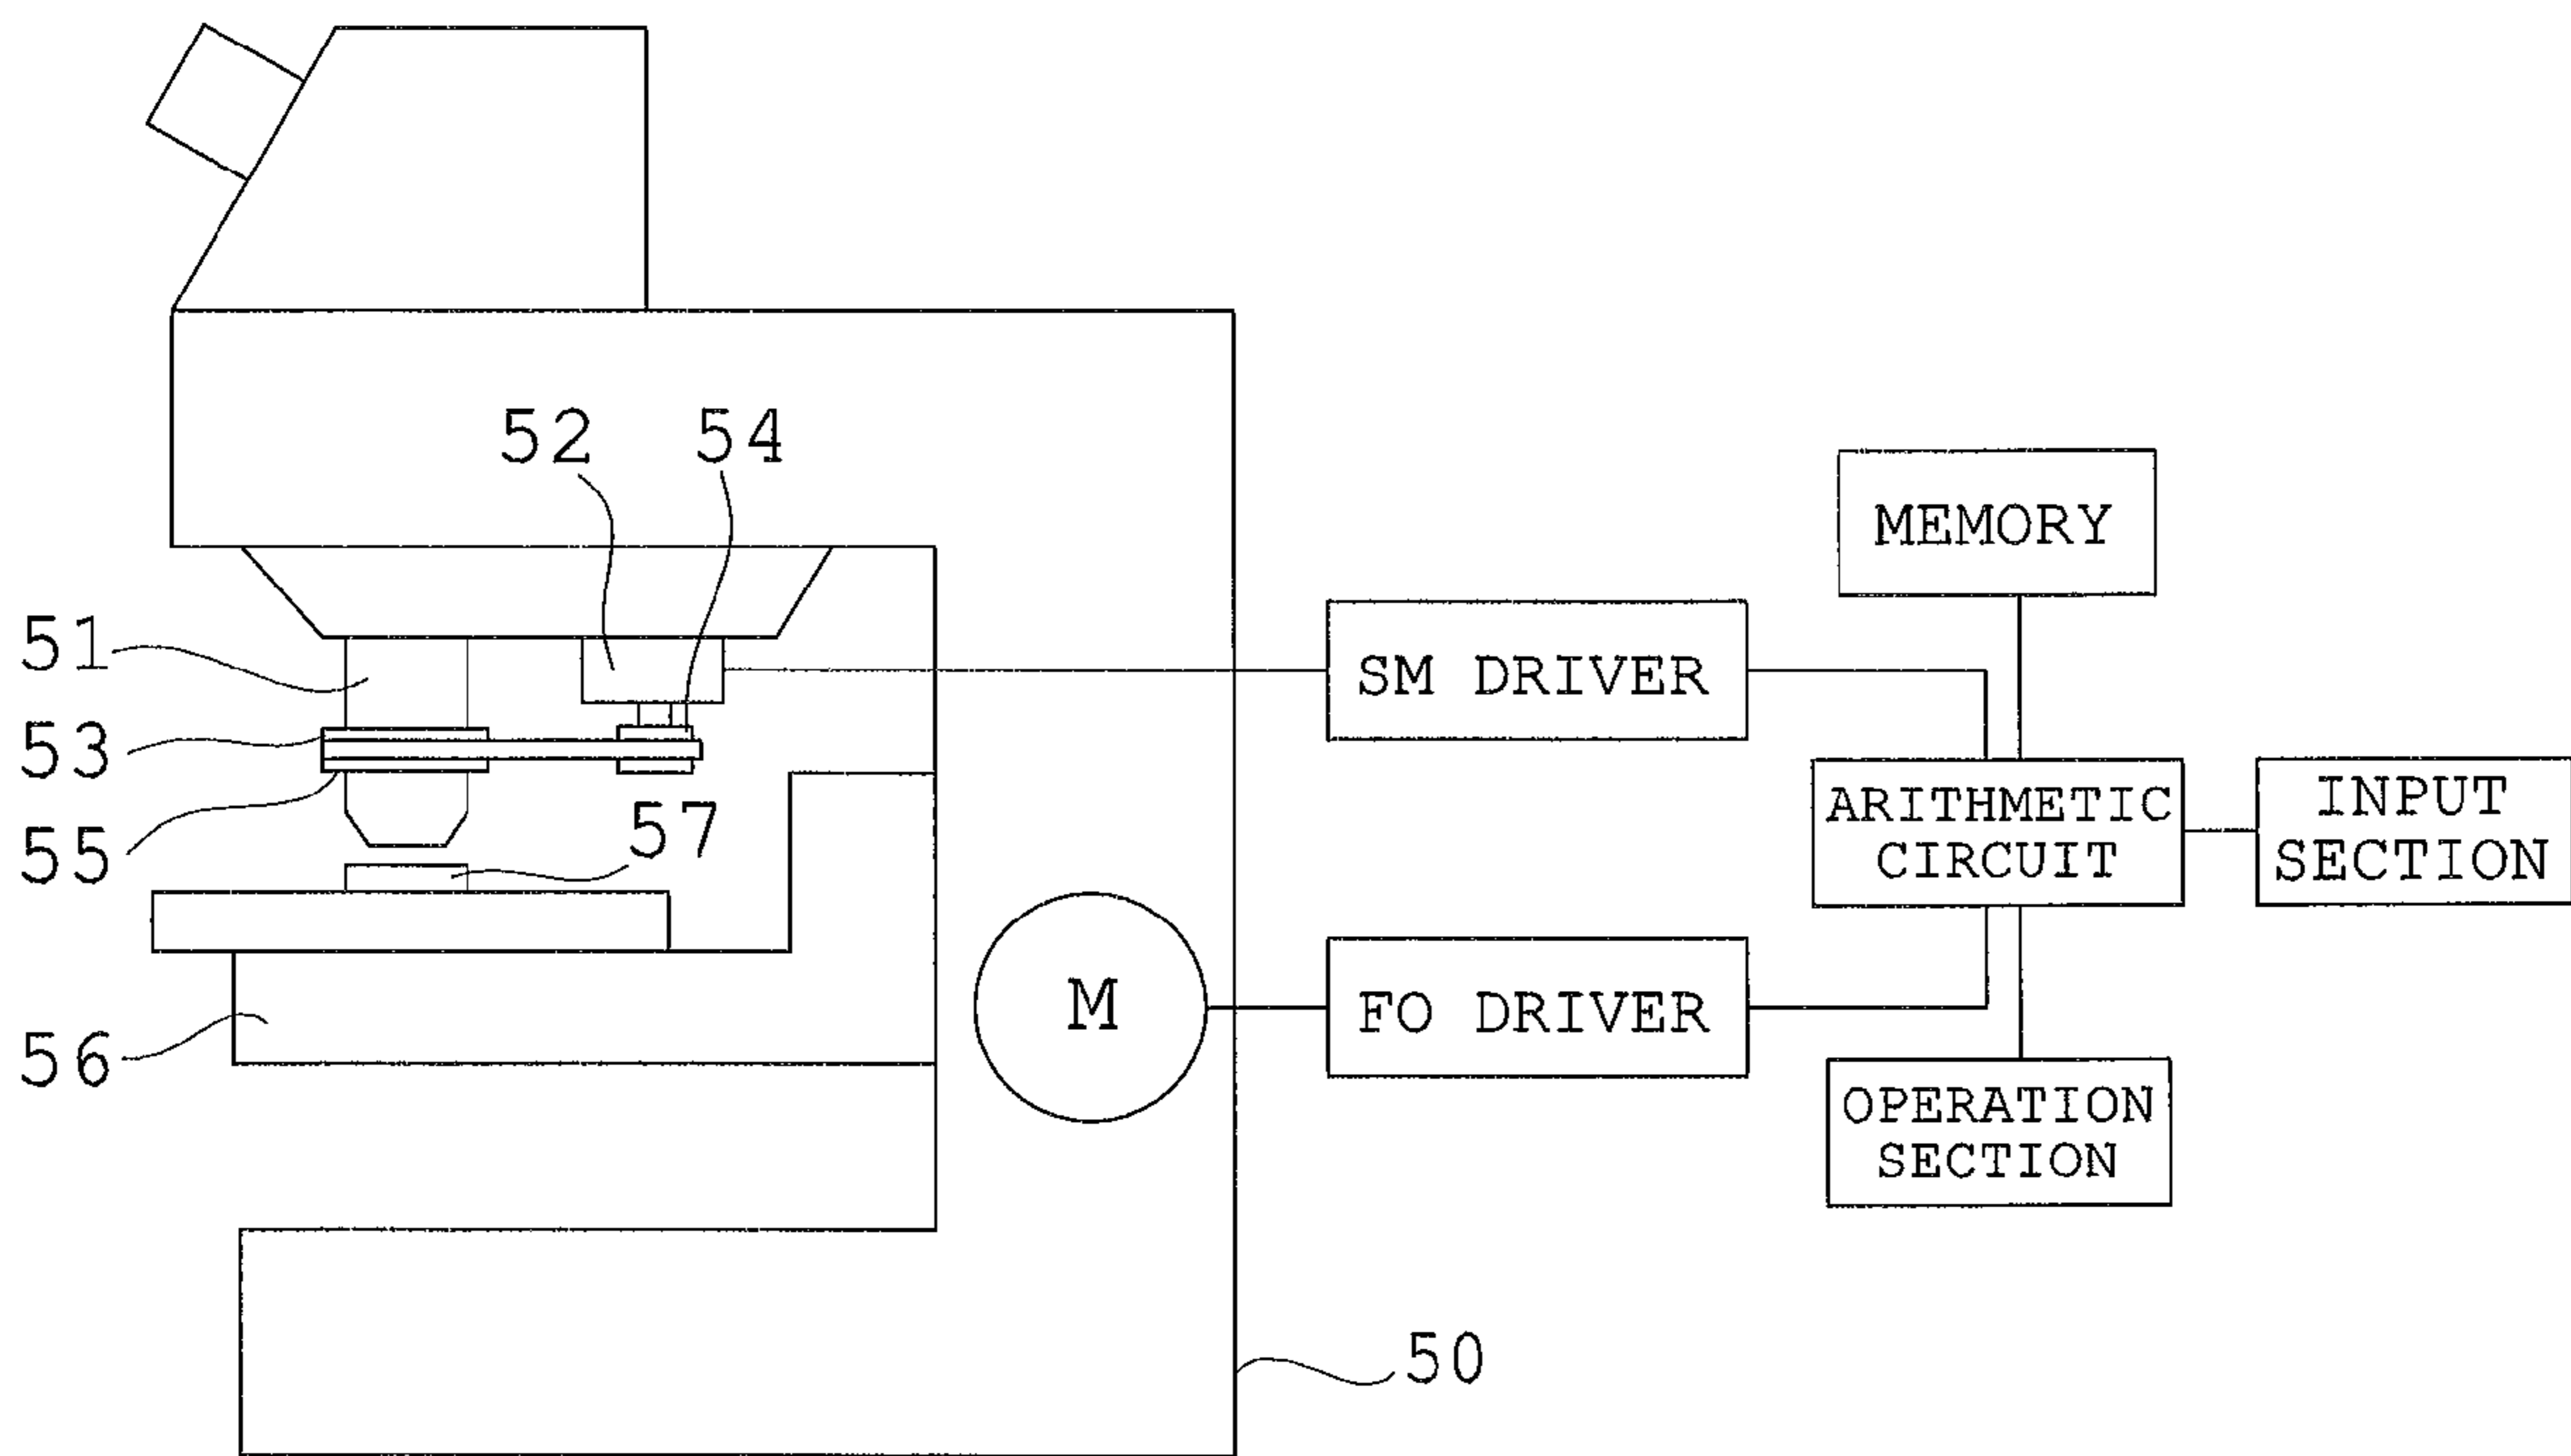 52
54
MEMORY
51
SM DRIVER
53
55
57
ARITHMETIC
CIRCUIT
INPUT
SECTION
M
FO DRIVER
56
OPERATION
SECTION
50